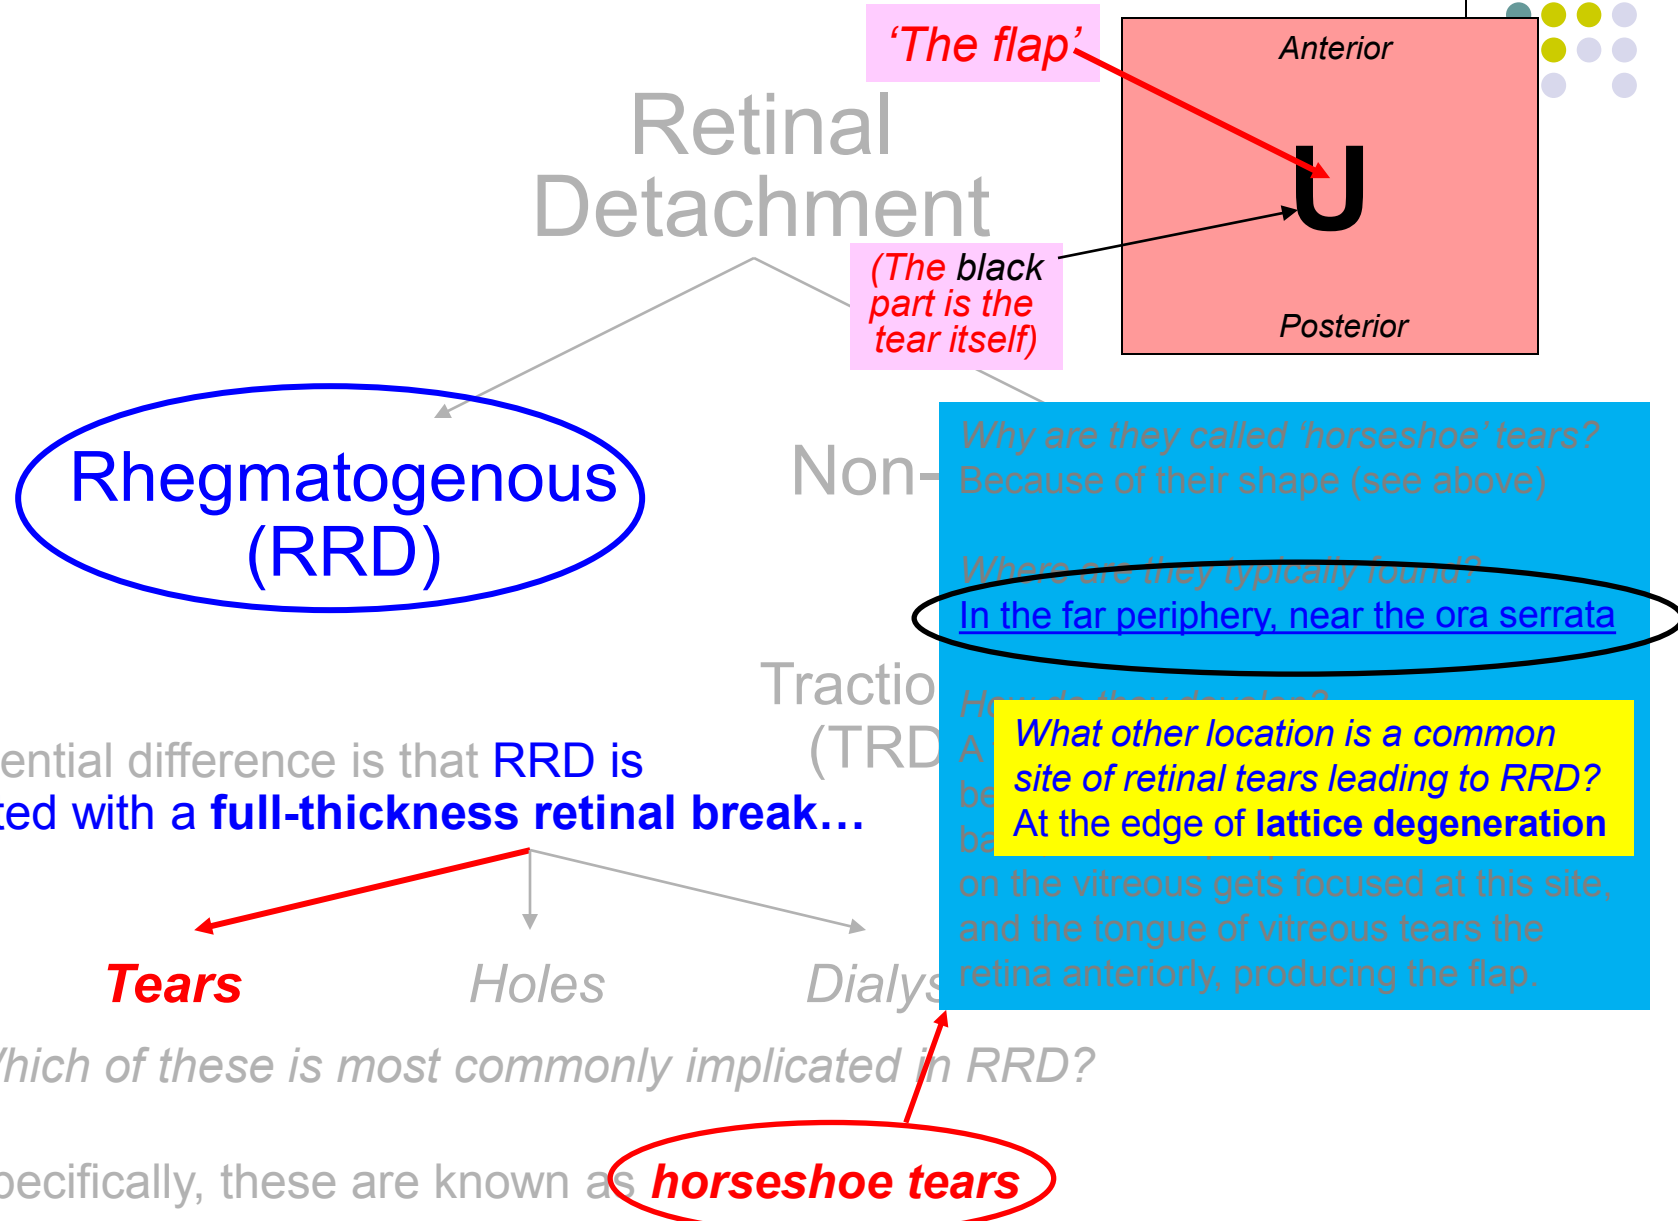 ‘The flap’
Anterior
U
Posterior
Retinal
Detachment
(The black
part is the
tear itself)
Rhegmatogenous
(RRD)
Non-
Why are they called ‘horseshoe’ tears?
Because of their shape (see above)
Where are they typically found?
In the far periphery, near the ora serrata
How do they develop?
A
What other location is a common
site of retinal tears leading to RRD?
At the edge of lattice degeneration
on the vitreous gets focused at this site,
and the tongue of vitreous tears the
retina anteriorly, producing the flap.
Tractio
(TRD
difference is that RRD is
with a full-thickness retinal break…
Tears
Holes
Dialys
Which of these is most commonly implicated in RRD?
pecifically, these are known as horseshoe tears